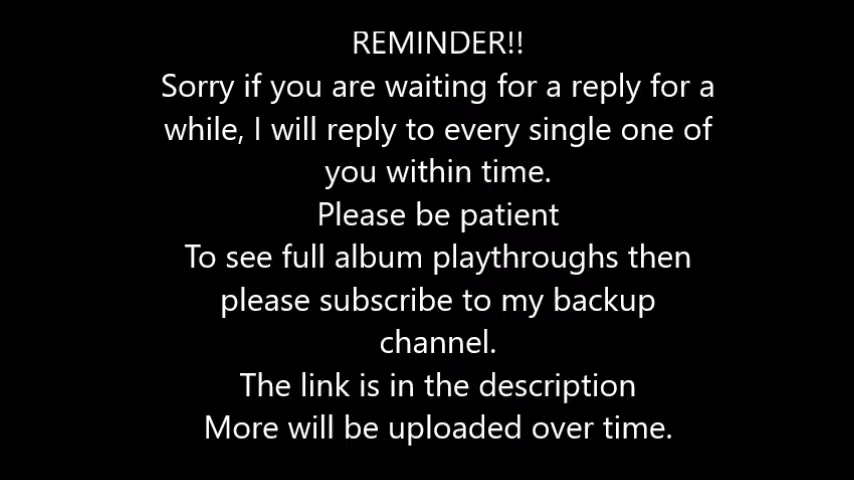 REMINDER!!
Sorry if you are waiting for a reply for a
while, I will reply to every single one of
you within time.
Please be patient
To see full album playthroughs then
please subscribe to my backup
channel.
The link is in the description
More will be uploaded over time.